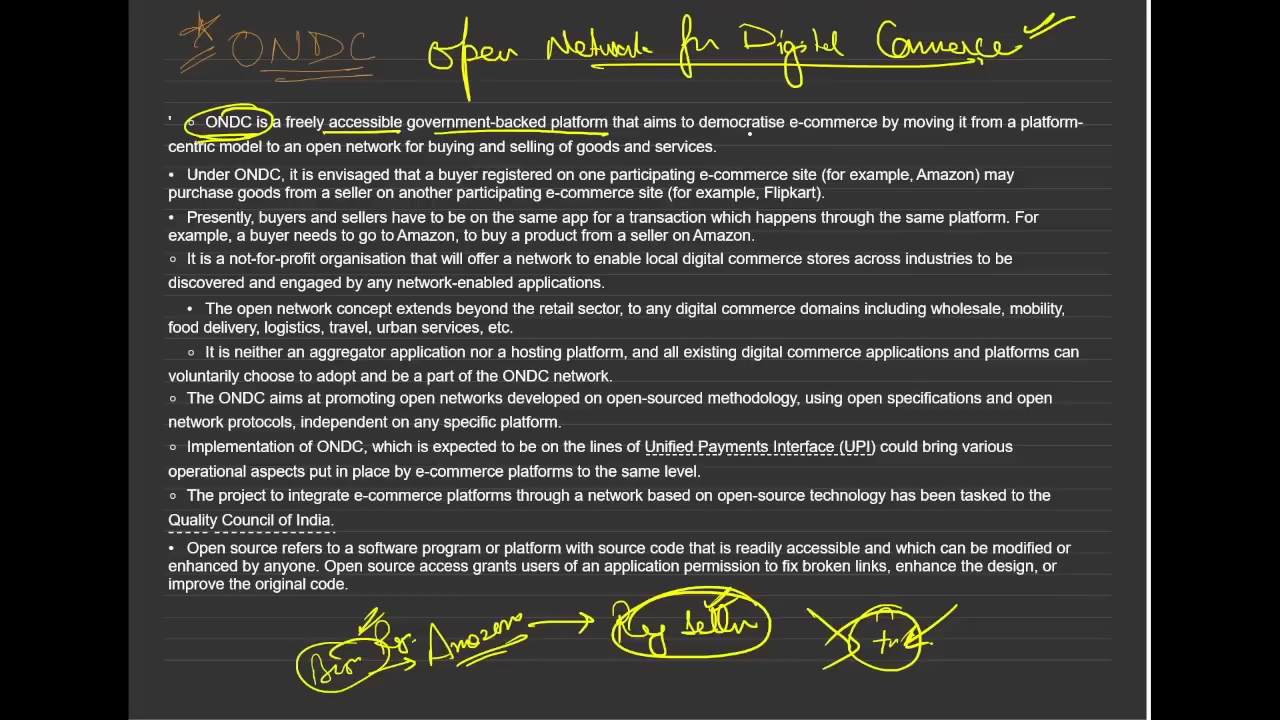 ONDC Open Network for Digital Commerce
ONDC is a freely accessible government-backed platform that aims to democratise e-commerce by moving it from a platform-
centric model to an open network for buying and selling of goods and services.
• Under ONDC, it is envisaged that a buyer registered on one participating e-commerce site (for example, Amazon) may
purchase goods from a seller on another participating e-commerce site (for example, Flipkart).
• Presently, buyers and sellers have to be on the same app for a transaction which happens through the same platform. For
example, a buyer needs to go to Amazon, to buy a product from a seller on Amazon.
○ It is a not-for-profit organisation that will offer a network to enable local digital commerce stores across industries to be
discovered and engaged by any network-enabled applications.
• The open network concept extends beyond the retail sector, to any digital commerce domains including wholesale, mobility,
food delivery, logistics, travel, urban services, etc.
○ It is neither an aggregator application nor a hosting platform, and all existing digital commerce applications and platforms can
voluntarily choose to adopt and be a part of the ONDC network.
○ The ONDC aims at promoting open networks developed on open-sourced methodology, using open specifications and open
network protocols, independent on any specific platform.
○ Implementation of ONDC, which is expected to be on the lines of Unified Payments Interface (UPI) could bring various
operational aspects put in place by e-commerce platforms to the same level.
○ The project to integrate e-commerce platforms through a network based on open-source technology has been tasked to the
Quality Council of India.
• Open source refers to a software program or platform with source code that is readily accessible and which can be modified or
enhanced by anyone. Open source access grants users of an application permission to fix broken links, enhance the design, or
improve the original code.
Amazon Reg seller